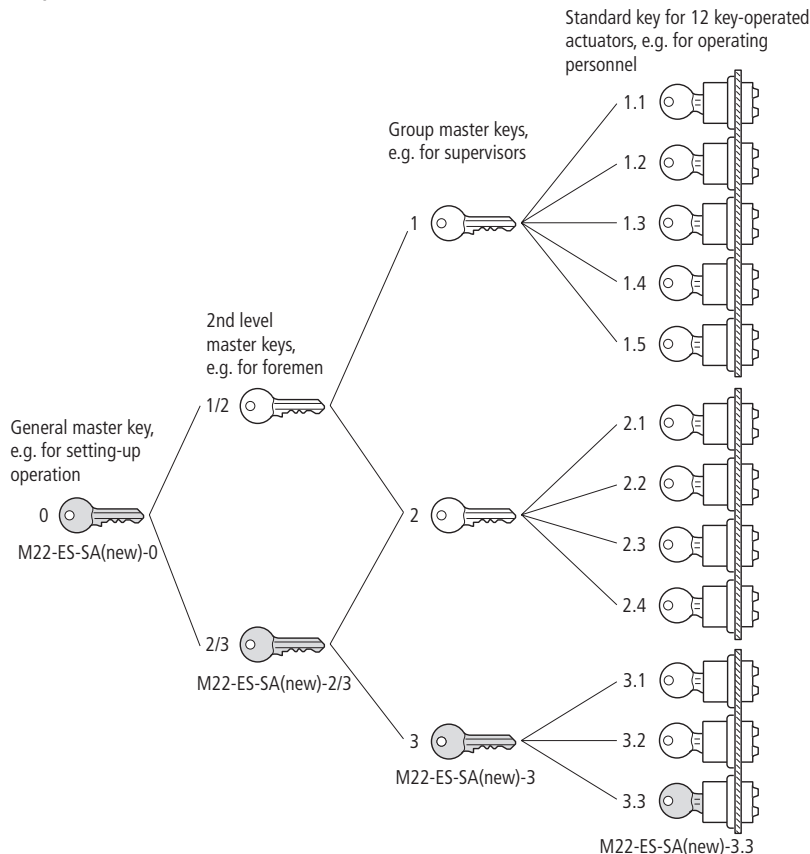 Standard key for 12 key-operated
actuators, e.g. for operating
personnel
1.1
Group master keys,
e.g. for supervisors
1.2
1
1.3
1.4
1.5
2nd level
master keys,
e.g. for foremen
1/2
General master key,
e.g. for setting-up
operation
2.1
2.2
0
2
M22-ES-SA(new)-0
2.3
2.4
2/3
M22-ES-SA(new)-2/3
3.1
3
3.2
M22-ES-SA(new)-3
3.3
M22-ES-SA(new)-3.3